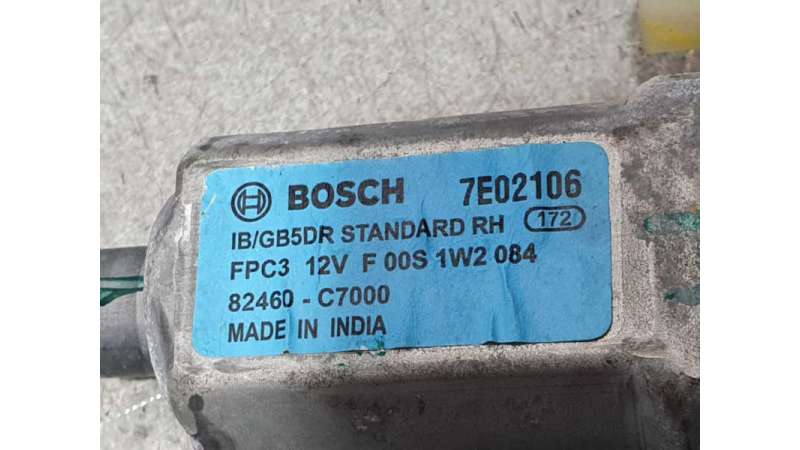 BOSCH 7E02106
IB/GB5DR STANDARD RH 172
FPC3 12V F 00S 1W2 084
82460 - C7000
MADE IN INDIA